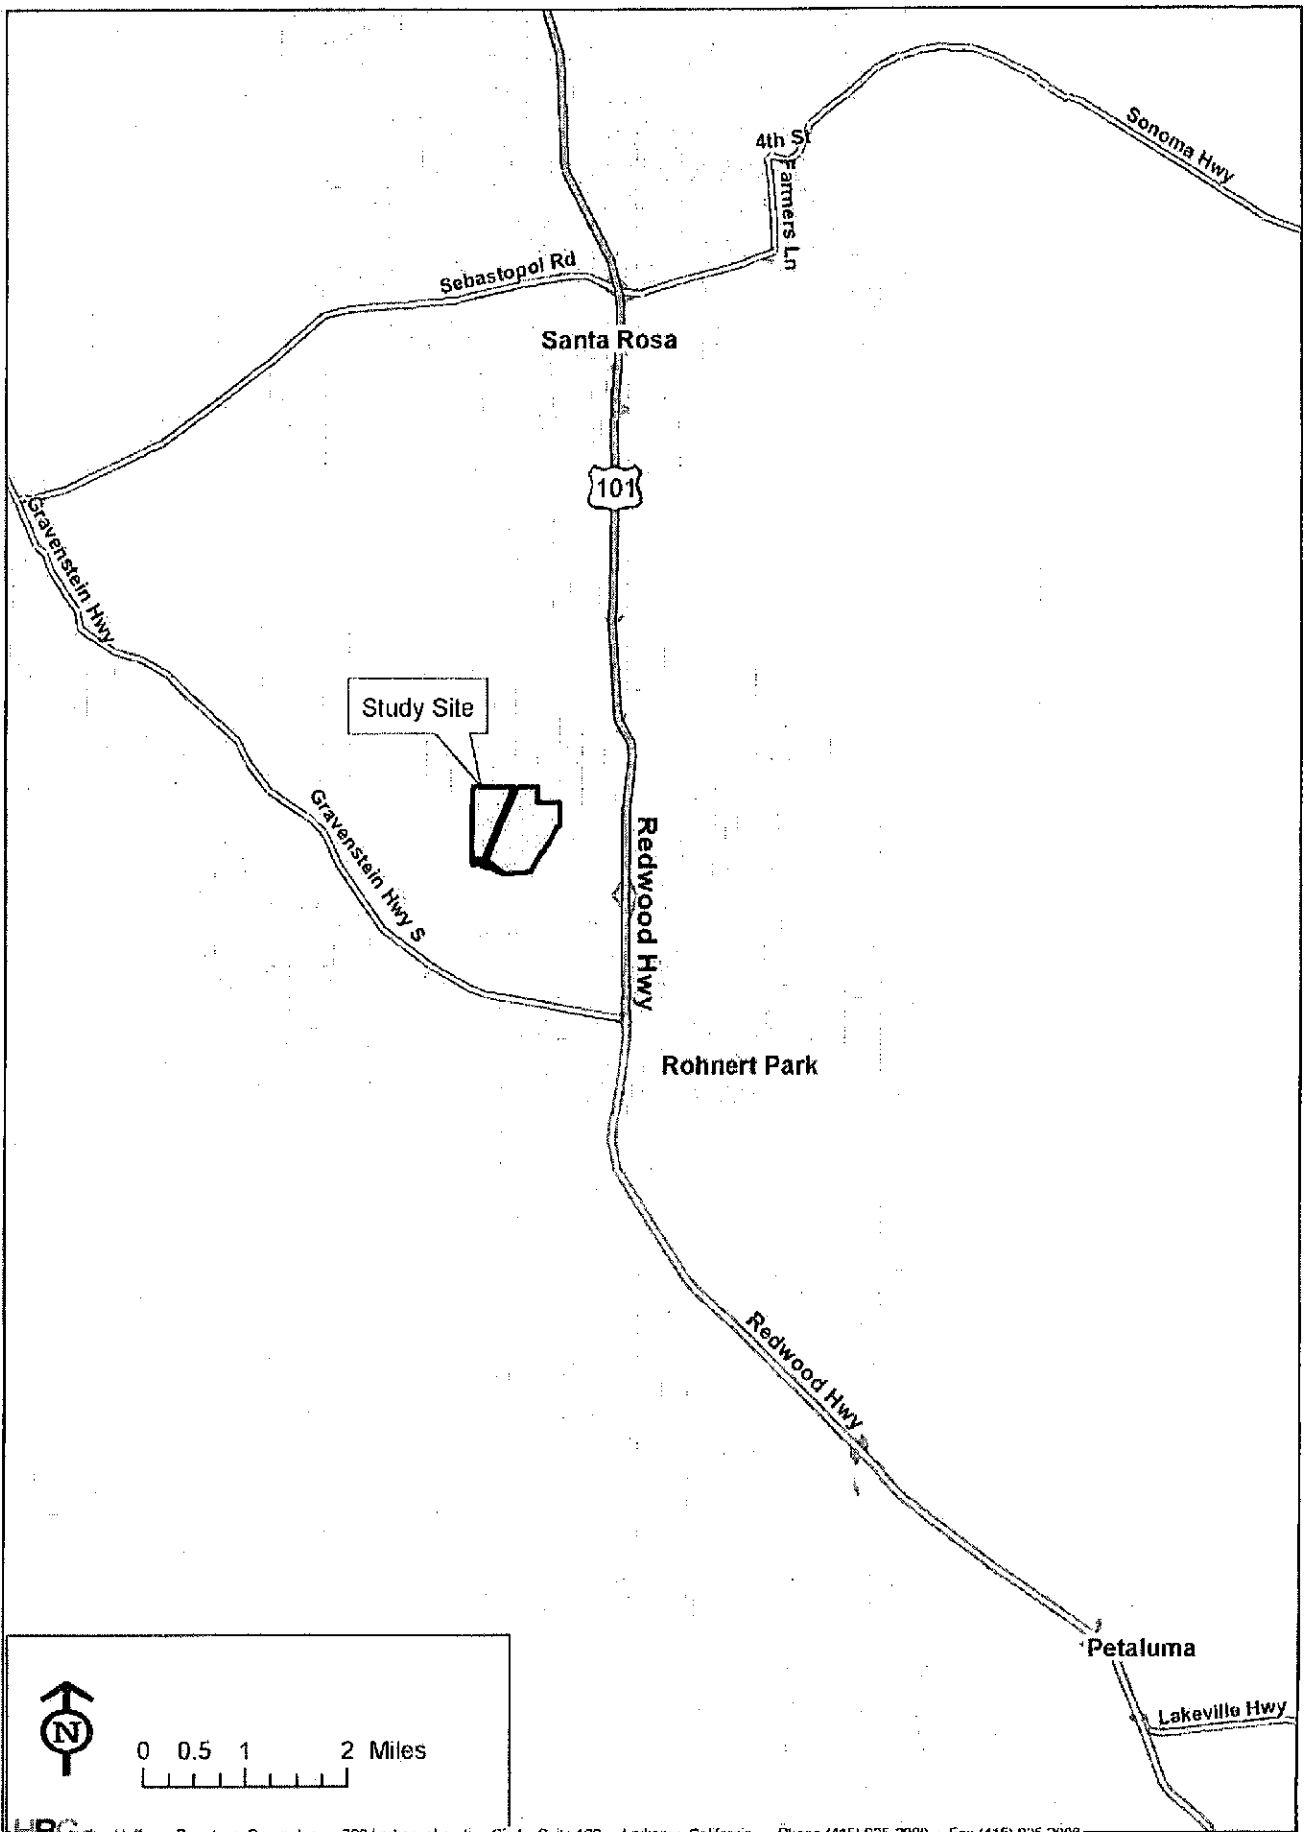 4th St
Sonoma Hwy
Farmers Ln
Sebastopol Rd
Santa Rosa
101
Gravenstein Hwy
Study Site
Gravenstein Hwy S
Redwood Hwy
Rohnert Park
Redwood Hwy
Petaluma
Lakeville Hwy
N
0 0.5 1 2 Miles
HBG